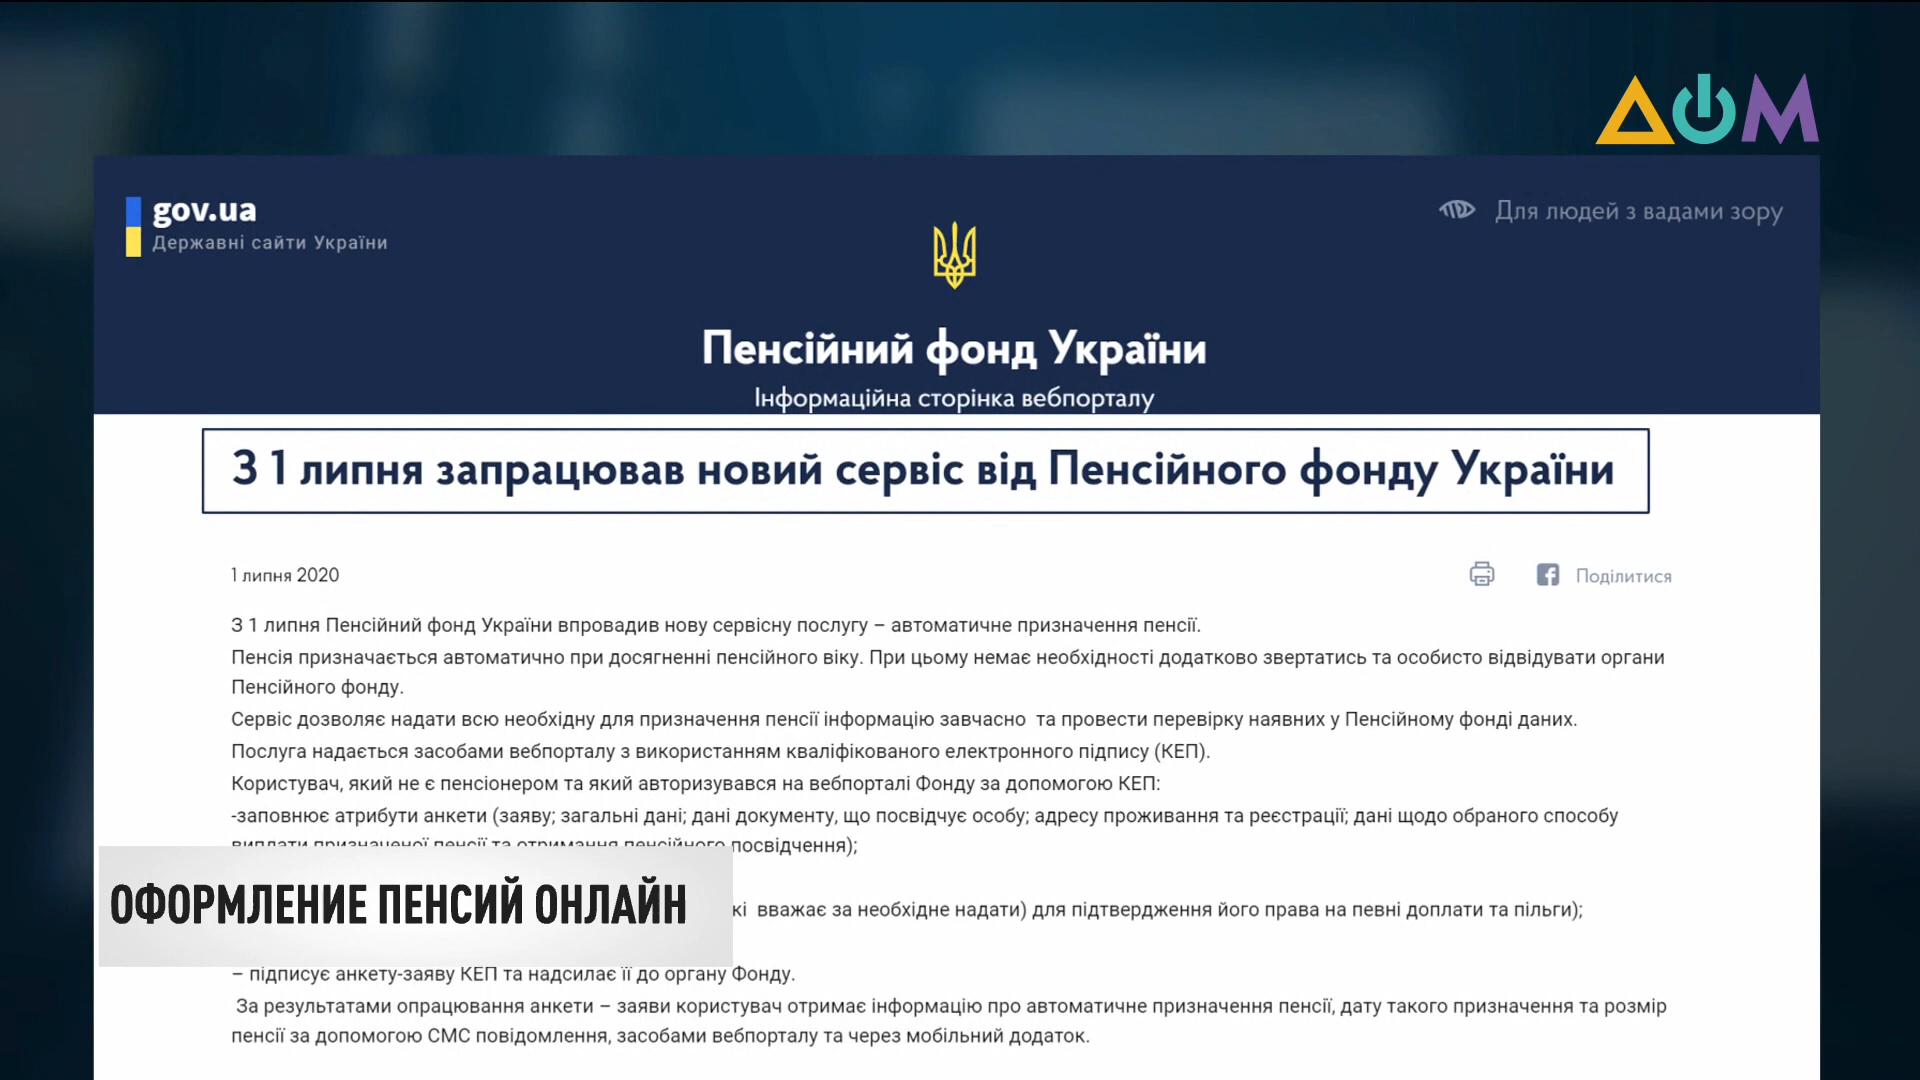 ДОМ
gov.ua
Державні сайти України
Для людей з вадами зору
Пенсійний фонд України
Інформаційна сторінка вебпорталу
З 1 липня запрацював новий сервіс від Пенсійного фонду України
1 липня 2020
Поділитися
З 1 липня Пенсійний фонд України впровадив нову сервісну послугу – автоматичне призначення пенсії.
Пенсія призначається автоматично при досягненні пенсійного віку. При цьому немає необхідності додатково звертатись та особисто відвідувати органи
Пенсійного фонду.
Сервіс дозволяє надати всю необхідну для призначення пенсії інформацію завчасно  та провести перевірку наявних у Пенсійному фонді даних.
Послуга надається засобами вебпорталу з використанням кваліфікованого електронного підпису (КЕП).
Користувач, який не є пенсіонером та який авторизувався на вебпорталі Фонду за допомогою КЕП:
-заповнює атрибути анкети (заяву; загальні дані; дані документу, що посвідчує особу; адресу проживання та реєстрації; дані щодо обраного способу
виплати призначеної пенсії та отримання пенсійного посвідчення);
ОФОРМЛЕНИЕ ПЕНСИЙ ОНЛАЙН
вважає за необхідне надати) для підтвердження його права на певні доплати та пільги);
– підписує анкету-заяву КЕП та надсилає її до органу Фонду.
За результатами опрацювання анкети – заяви користувач отримає інформацію про автоматичне призначення пенсії, дату такого призначення та розмір
пенсії за допомогою СМС повідомлення, засобами вебпорталу та через мобільний додаток.